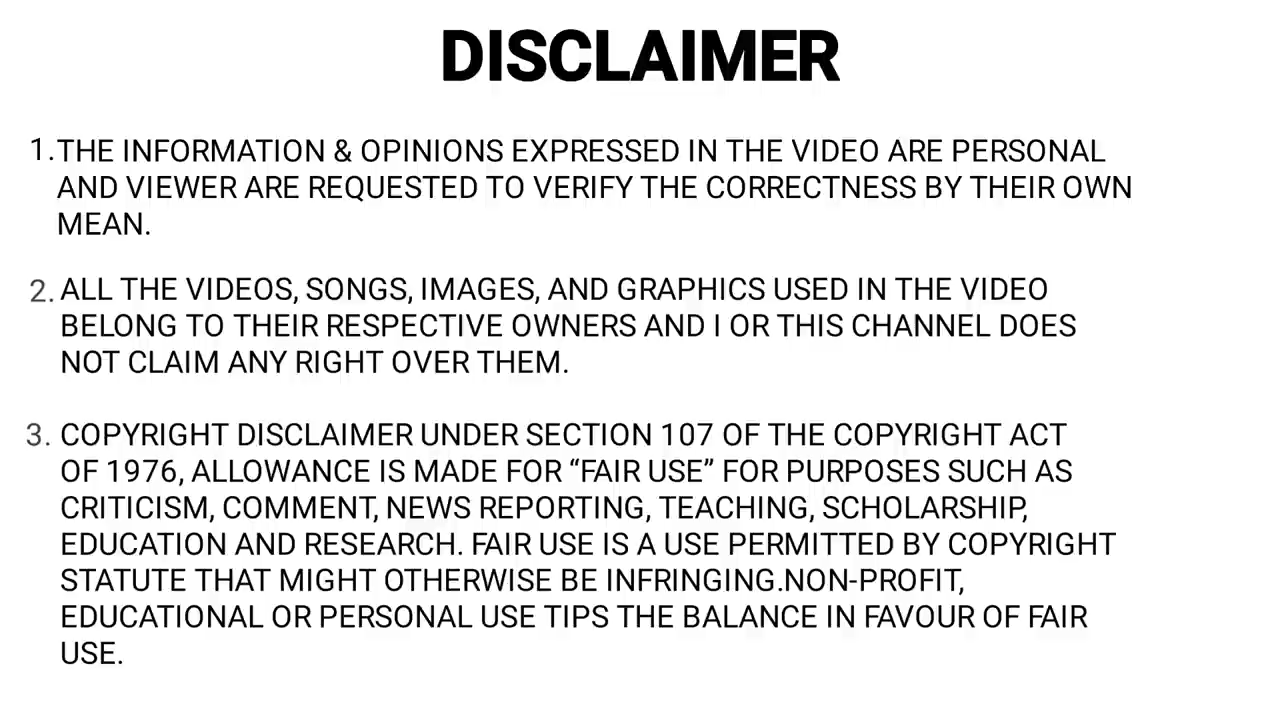 DISCLAIMER
1. THE INFORMATION & OPINIONS EXPRESSED IN THE VIDEO ARE PERSONAL
AND VIEWER ARE REQUESTED TO VERIFY THE CORRECTNESS BY THEIR OWN
MEAN.
2. ALL THE VIDEOS, SONGS, IMAGES, AND GRAPHICS USED IN THE VIDEO
BELONG TO THEIR RESPECTIVE OWNERS AND I OR THIS CHANNEL DOES
NOT CLAIM ANY RIGHT OVER THEM.
3. COPYRIGHT DISCLAIMER UNDER SECTION 107 OF THE COPYRIGHT ACT
OF 1976, ALLOWANCE IS MADE FOR “FAIR USE” FOR PURPOSES SUCH AS
CRITICISM, COMMENT, NEWS REPORTING, TEACHING, SCHOLARSHIP,
EDUCATION AND RESEARCH. FAIR USE IS A USE PERMITTED BY COPYRIGHT
STATUTE THAT MIGHT OTHERWISE BE INFRINGING.NON-PROFIT,
EDUCATIONAL OR PERSONAL USE TIPS THE BALANCE IN FAVOUR OF FAIR
USE.